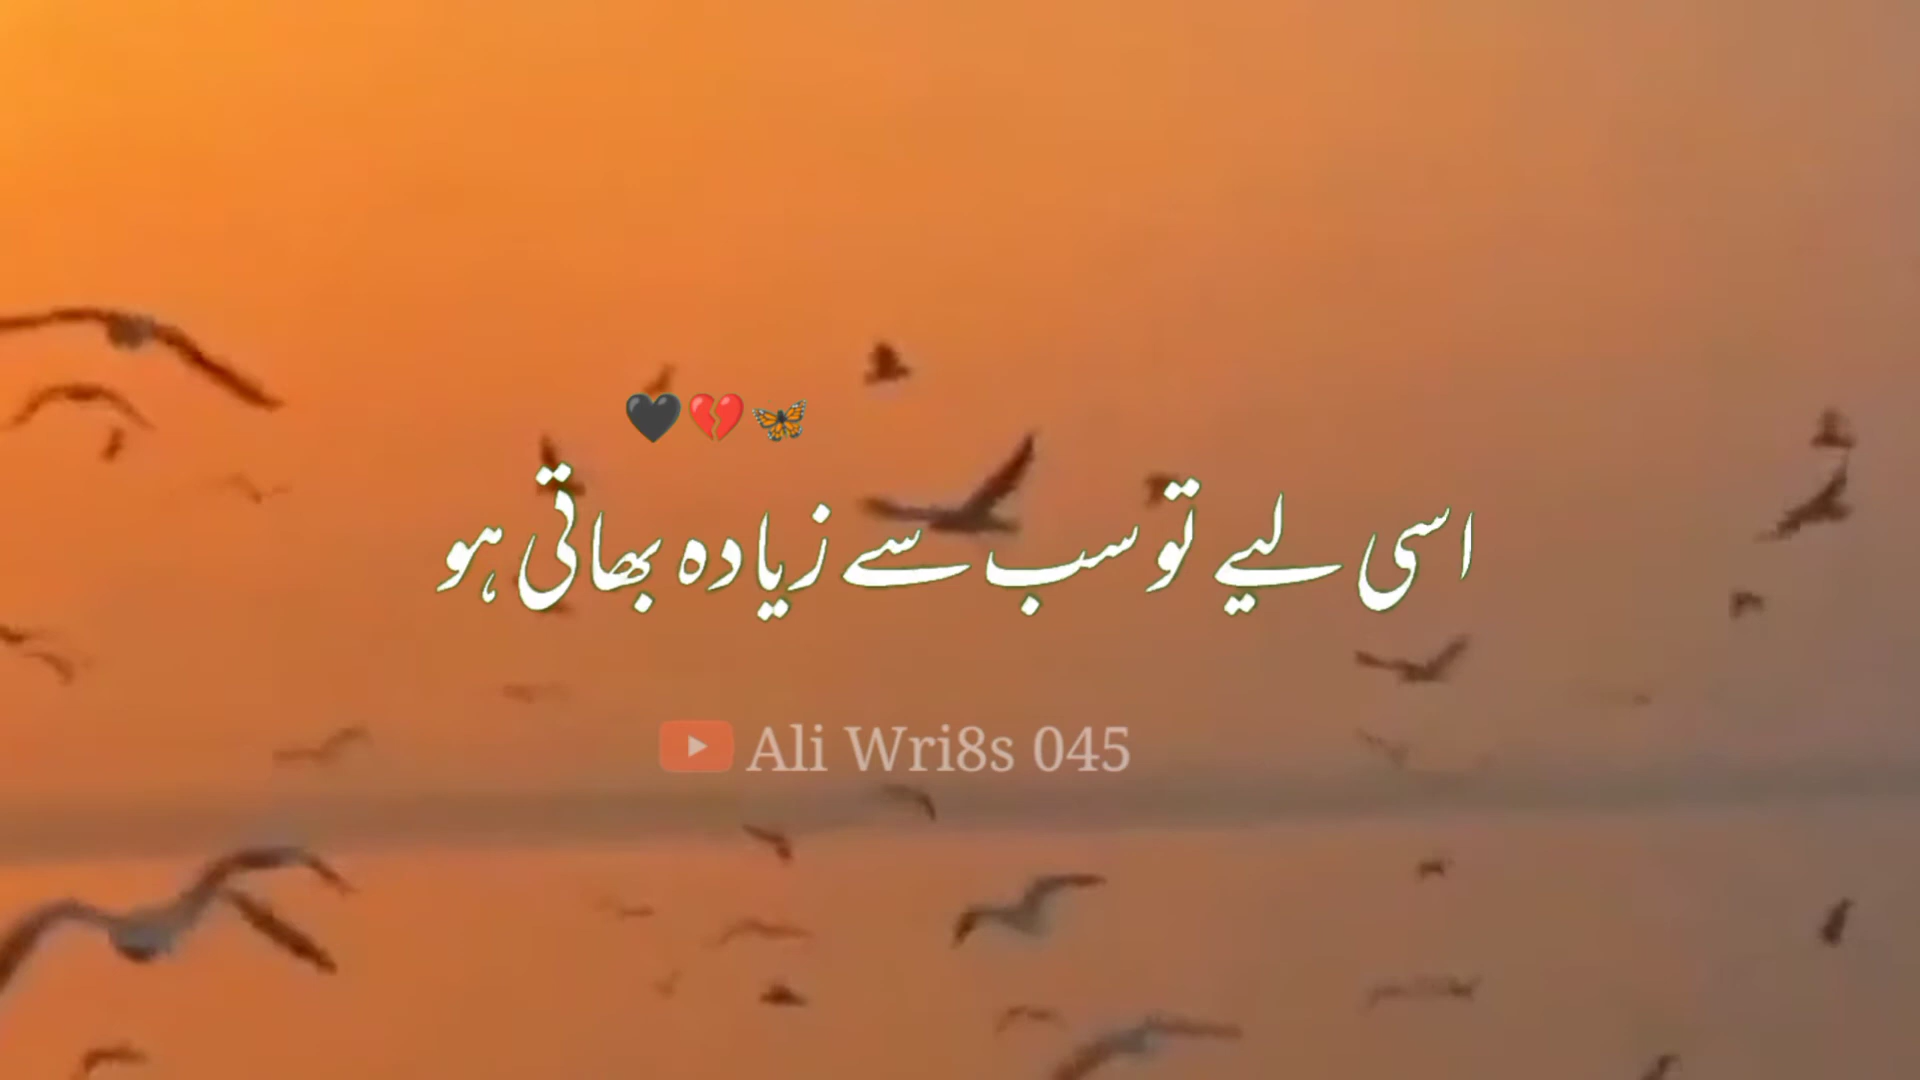 🖤💔🦋
اسی لیے تو سب سے زیادہ بھاتی ہو
Ali Wri8s 045